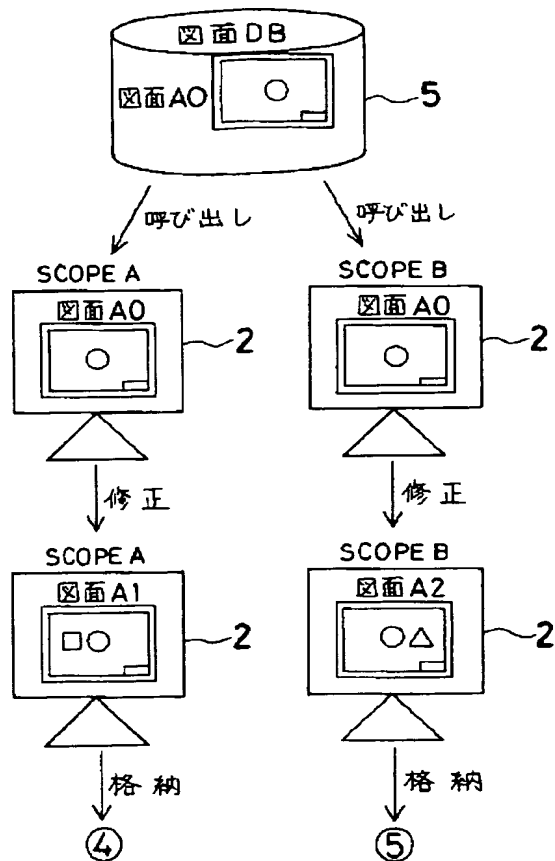 図面DB
図面A0
5
呼び出し
呼び出し
SCOPE A
SCOPE B
図面A0
2
図面A0
2
修正
修正
SCOPE A
SCOPE B
図面A1
2
図面A2
2
格納
格納
④
⑤